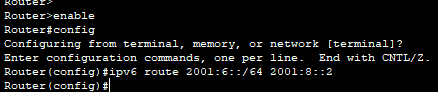 Router>
Router>enable
Router#config
Configuring from terminal, memory, or network [terminal]?
Enter configuration commands, one per line.  End with CNTL/Z.
Router(config)#ipv6 route 2001:6::/64 2001:8::2
Router(config)#